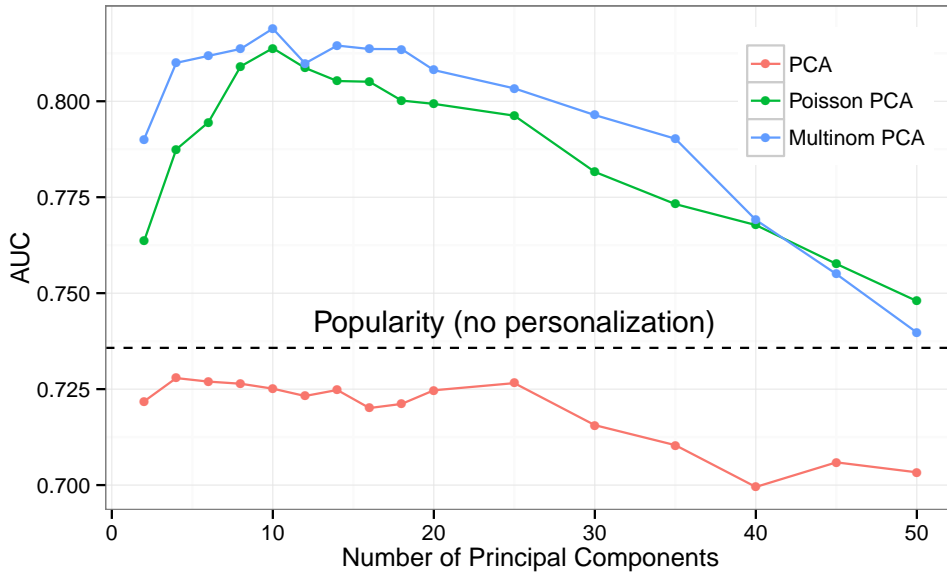 PCA
Poisson PCA
Multinom PCA
0.800
0.775
0.750
0.725
0.700
AUC
Popularity (no personalization)
0 10 20 30 40 50
Number of Principal Components